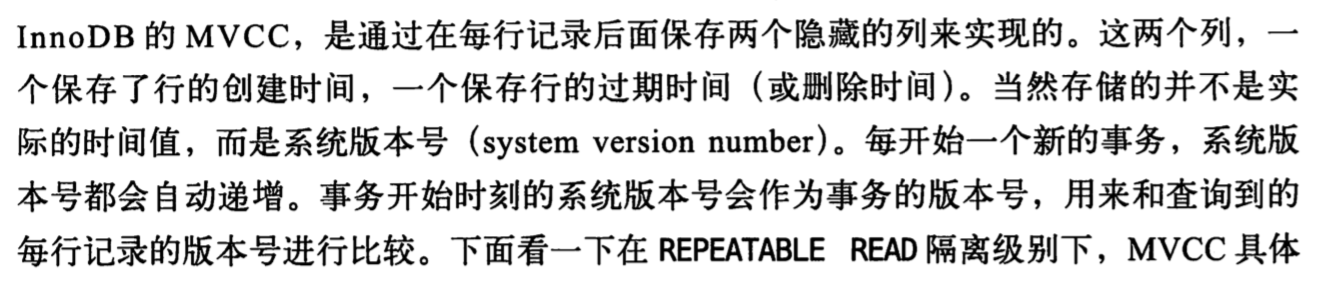 InnoDB 的 MVCC，是通过在每行记录后面保存两个隐藏的列来实现的。这两个列，一
个保存了行的创建时间，一个保存行的过期时间（或删除时间）。当然存储的并不是实
际的时间值，而是系统版本号（system version number）。每开始一个新的事务，系统版
本号都会自动递增。事务开始时刻的系统版本号会作为事务的版本号，用来和查询到的
每行记录的版本号进行比较。下面看一下在 REPEATABLE READ 隔离级别下，MVCC 具体